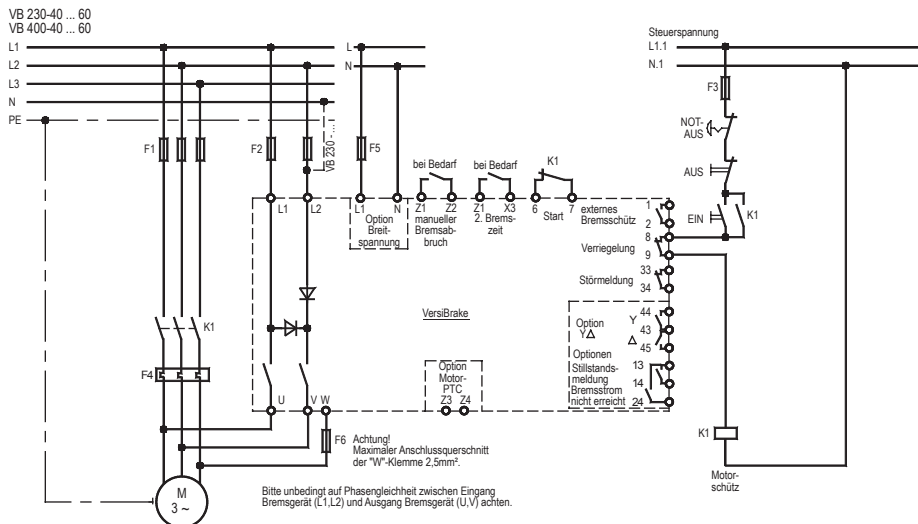 VB 230-40 ... 60
VB 400-40 ... 60
L1
L2
L3
N
PE
L
N
Steuerspannung
L1.1
N.1
F1
F2
VB 230- ...
F5
F3
NOT-
AUS
AUS
EIN
K1
bei Bedarf
bei Bedarf
K1
L1
L2
L1
N
Z1
Z2
Z1
X3
6
7
Option
Breit-
spannung
manueller
Bremsab-
bruch
2. Brems-
zeit
Start
externes
Bremsschütz
1
2
Verriegelung
8
9
Störmeldung
33
34
VersiBrake
Option
Y△
Y
△
44
43
45
Optionen
Stillstands-
meldung
Bremsstrom
nicht erreicht
13
14
24
K1
F4
Option
Motor-
PTC
Z3
Z4
U
V
W
F6
Achtung!
Maximaler Anschlussquerschnitt
der "W"-Klemme 2,5mm².
K1
Motor-
schütz
M
3 ~
Bitte unbedingt auf Phasengleichheit zwischen Eingang
Bremsgerät (L1,L2) und Ausgang Bremsgerät (U,V) achten.